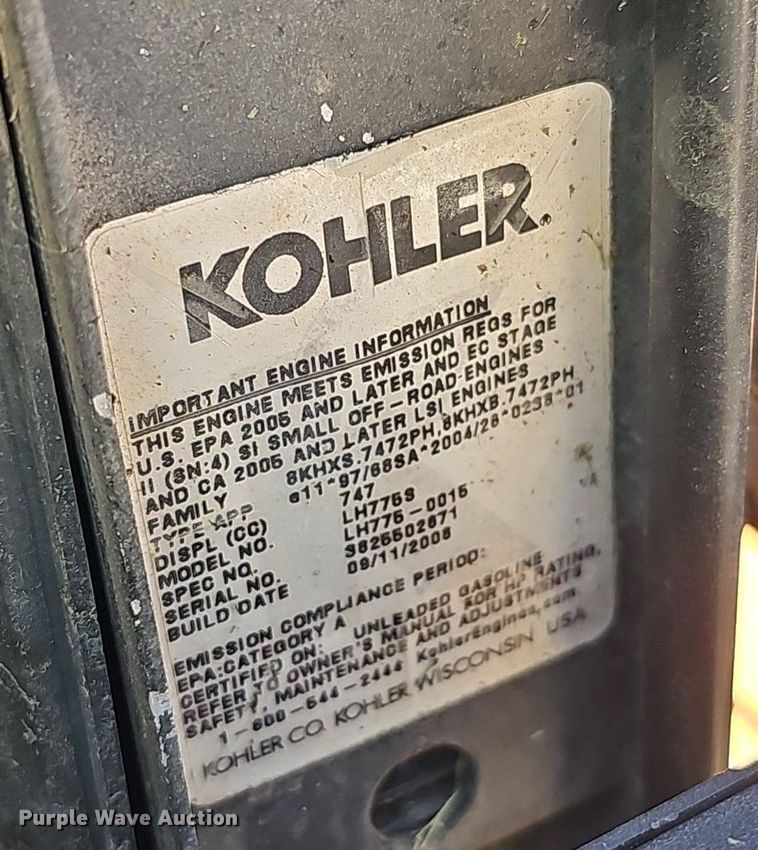 KOHLER.
IMPORTANT ENGINE INFORMATION
THIS ENGINE MEETS EMISSION REGS FOR
U.S. EPA 2005 AND LATER AND EC STAGE
II (SN:4) SI SMALL OFF-ROAD-ENGINES
AND CA 2005 AND LATER LSI ENGINES
FAMILY 8KHXS.7472PH,8KHXB.7472PH
TYPE APP e11*97/68SA*2004/26*0238*01
DISPL (CC) 747
MODEL NO. LH775S
SPEC NO. LH775-0015
SERIAL NO. 3825502871
BUILD DATE 09/11/2008
EMISSION COMPLIANCE PERIOD:
EPA:CATEGORY A
CERTIFIED ON: UNLEADED GASOLINE
REFER TO OWNER'S MANUAL FOR HP RATING,
SAFETY, MAINTENANCE AND ADJUSTMENTS
1-800-544-2444 KohlerEngines.com
KOHLER CO. KOHLER WISCONSIN USA
Purple Wave Auction